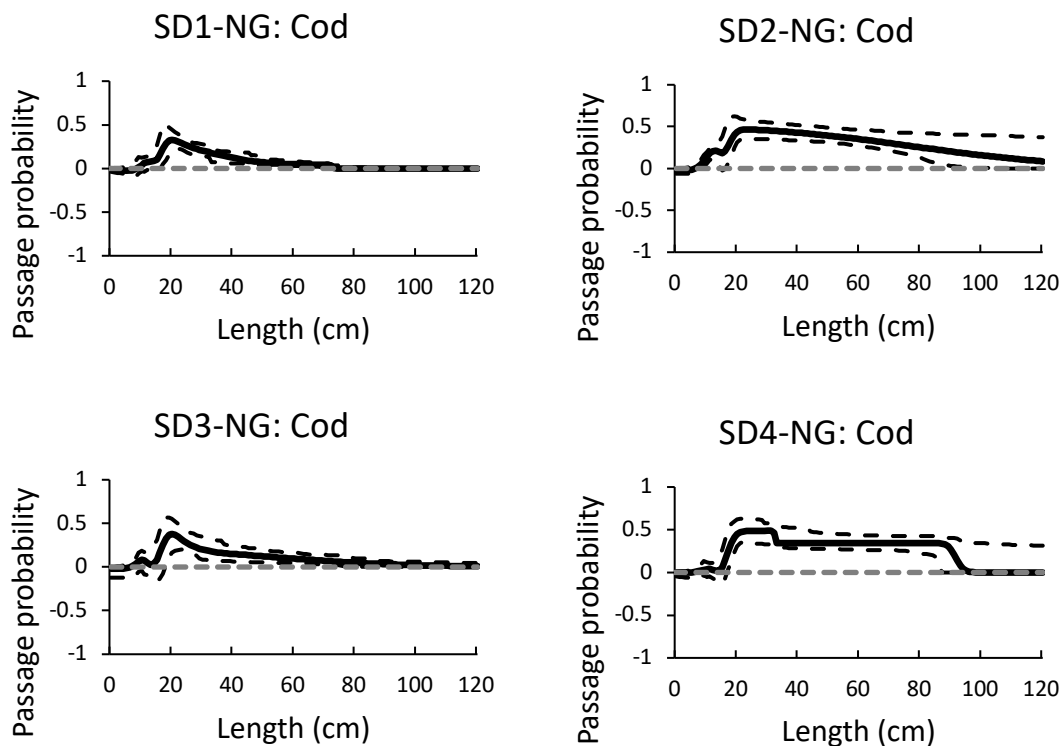 SD1-NG: Cod
Passage probability
1
0.5
0
-0.5
-1
0 20 40 60 80 100 120
Length (cm)
SD2-NG: Cod
Passage probability
1
0.5
0
-0.5
-1
0 20 40 60 80 100 120
Length (cm)
SD3-NG: Cod
Passage probability
1
0.5
0
-0.5
-1
0 20 40 60 80 100 120
Length (cm)
SD4-NG: Cod
Passage probability
1
0.5
0
-0.5
-1
0 20 40 60 80 100 120
Length (cm)